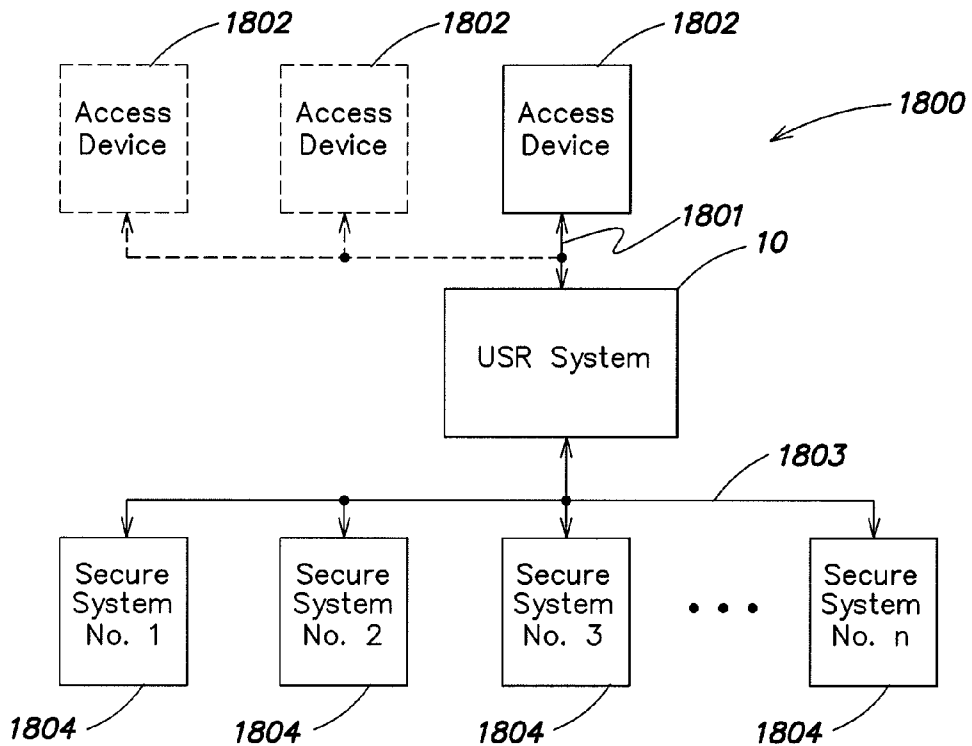 1802
1802
1802
Access
Device
Access
Device
Access
Device
1800
1801
10
USR System
1803
Secure
System
No. 1
Secure
System
No. 2
Secure
System
No. 3
• • •
Secure
System
No. n
1804
1804
1804
1804